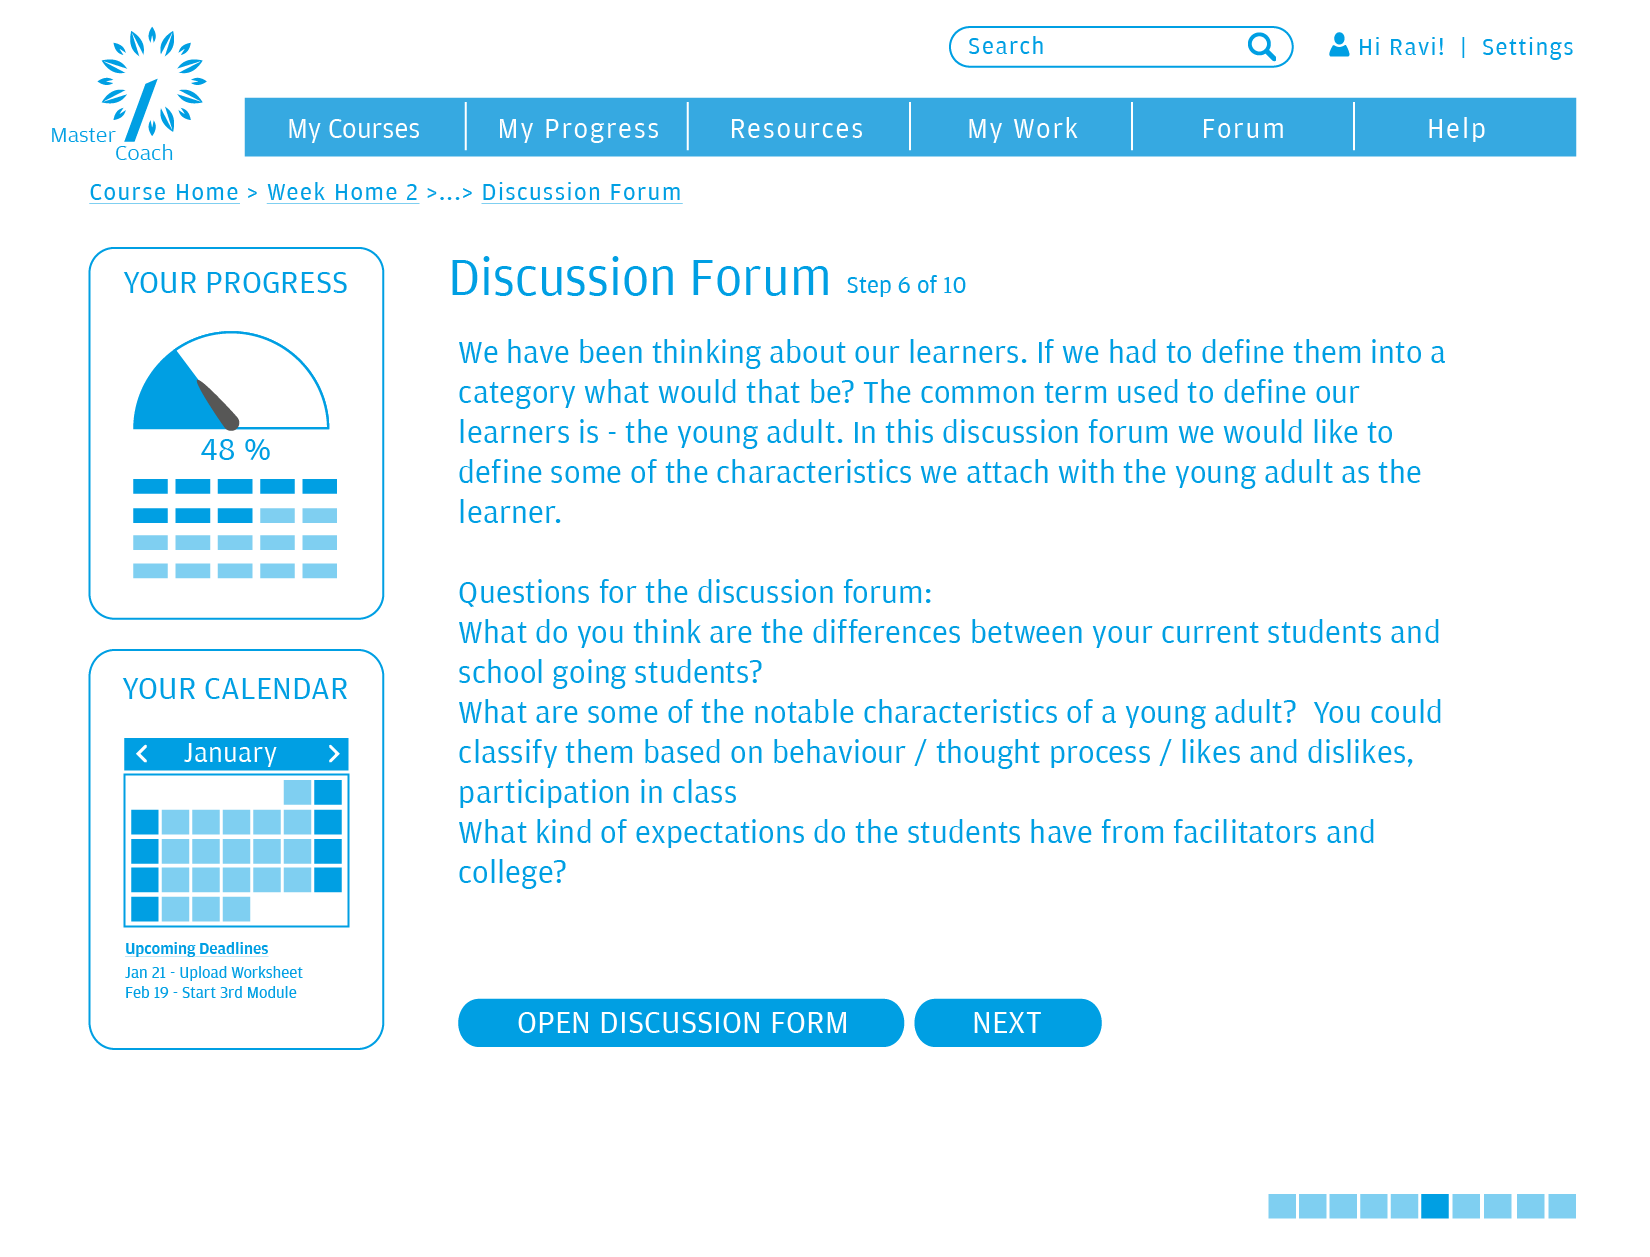 Master
Coach
Search
Hi Ravi! | Settings
My Courses
My Progress
Resources
My Work
Forum
Help
Course Home > Week Home 2 >...> Discussion Forum
YOUR PROGRESS
48 %
YOUR CALENDAR
< January >
Upcoming Deadlines
Jan 21 - Upload Worksheet
Feb 19 - Start 3rd Module
Discussion Forum Step 6 of 10
We have been thinking about our learners. If we had to define them into a
category what would that be? The common term used to define our
learners is - the young adult. In this discussion forum we would like to
define some of the characteristics we attach with the young adult as the
learner.
Questions for the discussion forum:
What do you think are the differences between your current students and
school going students?
What are some of the notable characteristics of a young adult?  You could
classify them based on behaviour / thought process / likes and dislikes,
participation in class
What kind of expectations do the students have from facilitators and
college?
OPEN DISCUSSION FORM
NEXT